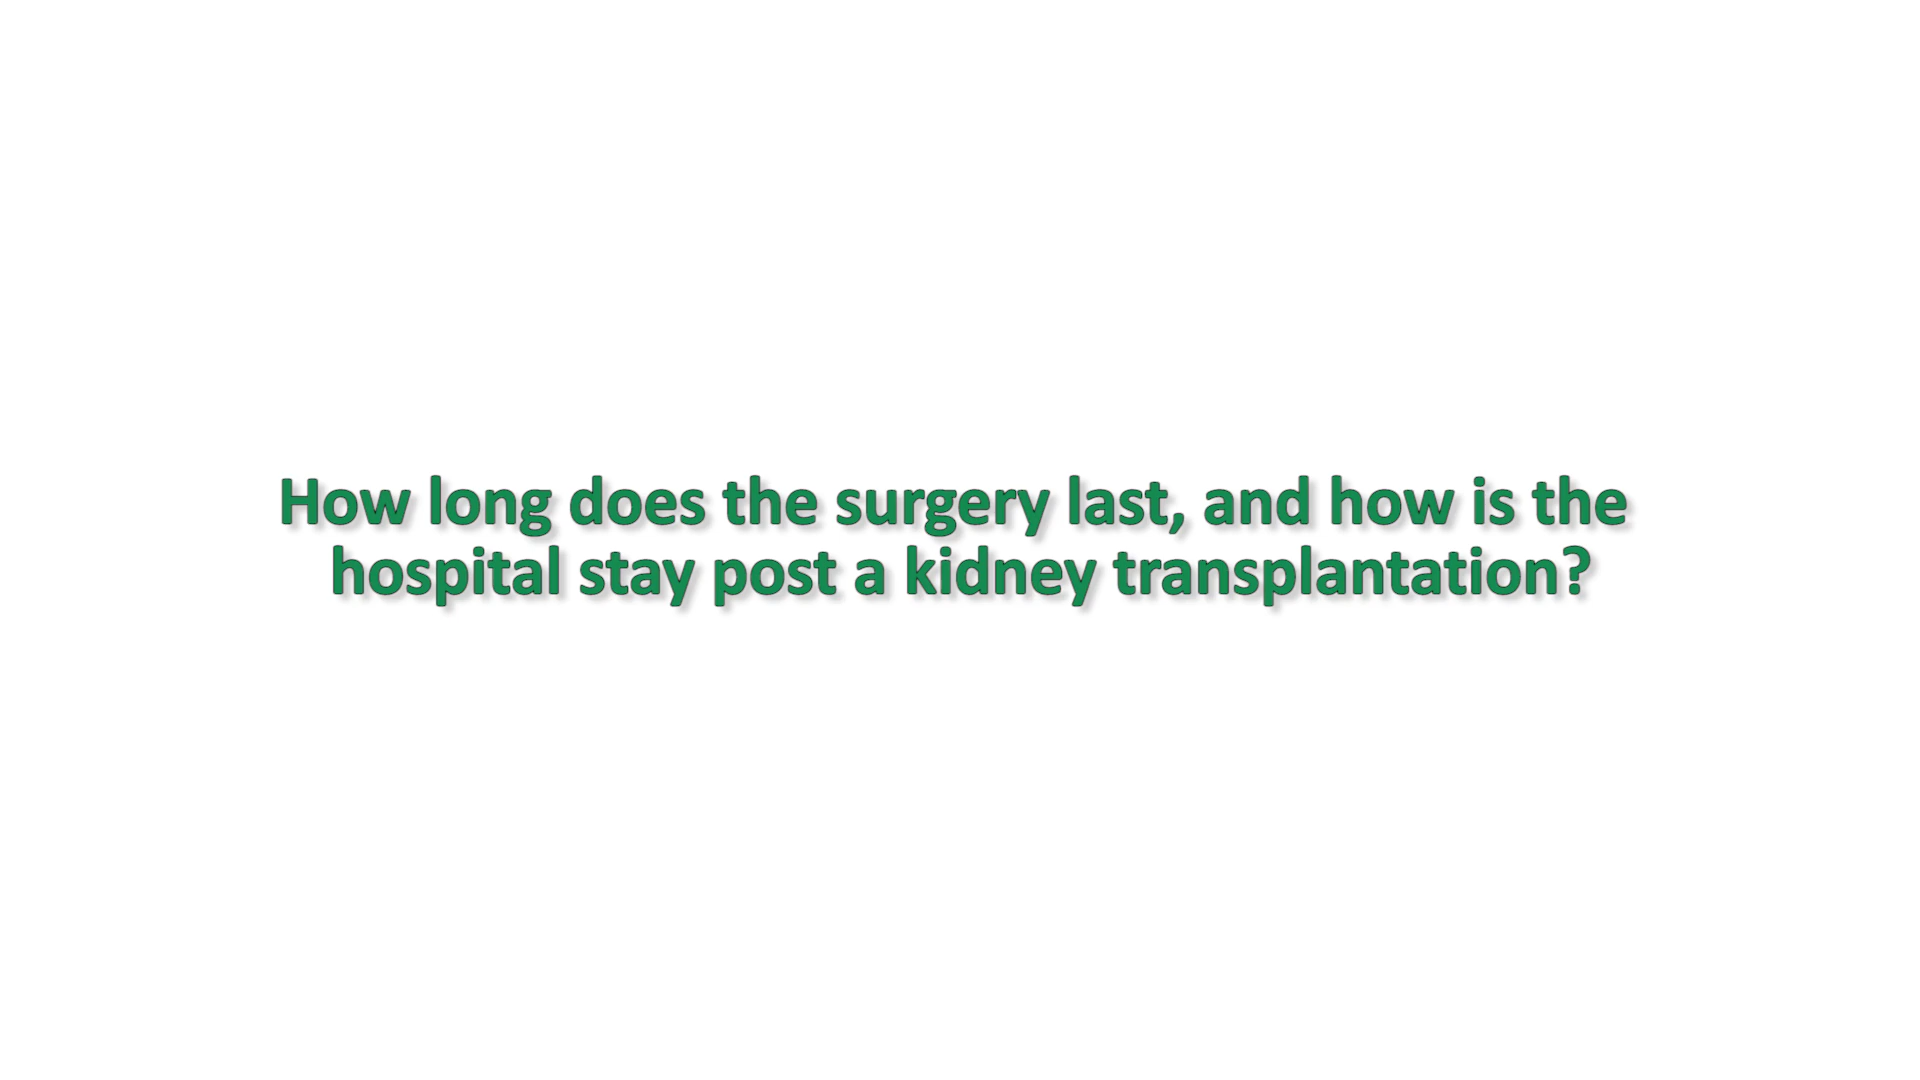 How long does the surgery last, and how is the
hospital stay post a kidney transplantation?